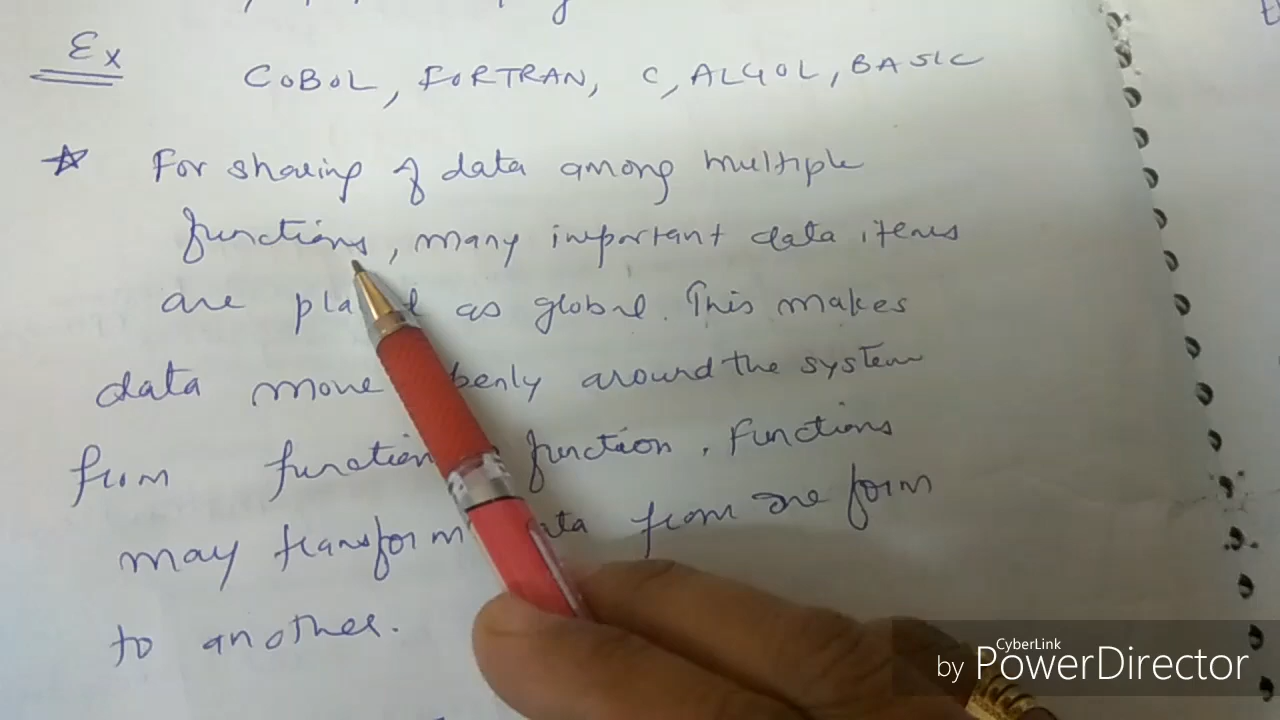 Ex COBOL, FORTRAN, C, ALGOL, BASIC
☆ For sharing of data among multiple
functions, many important data items
are as global. This makes
data move around the system
from function function. Functions
may transform from one form
to another.
CyberLink
by PowerDirector